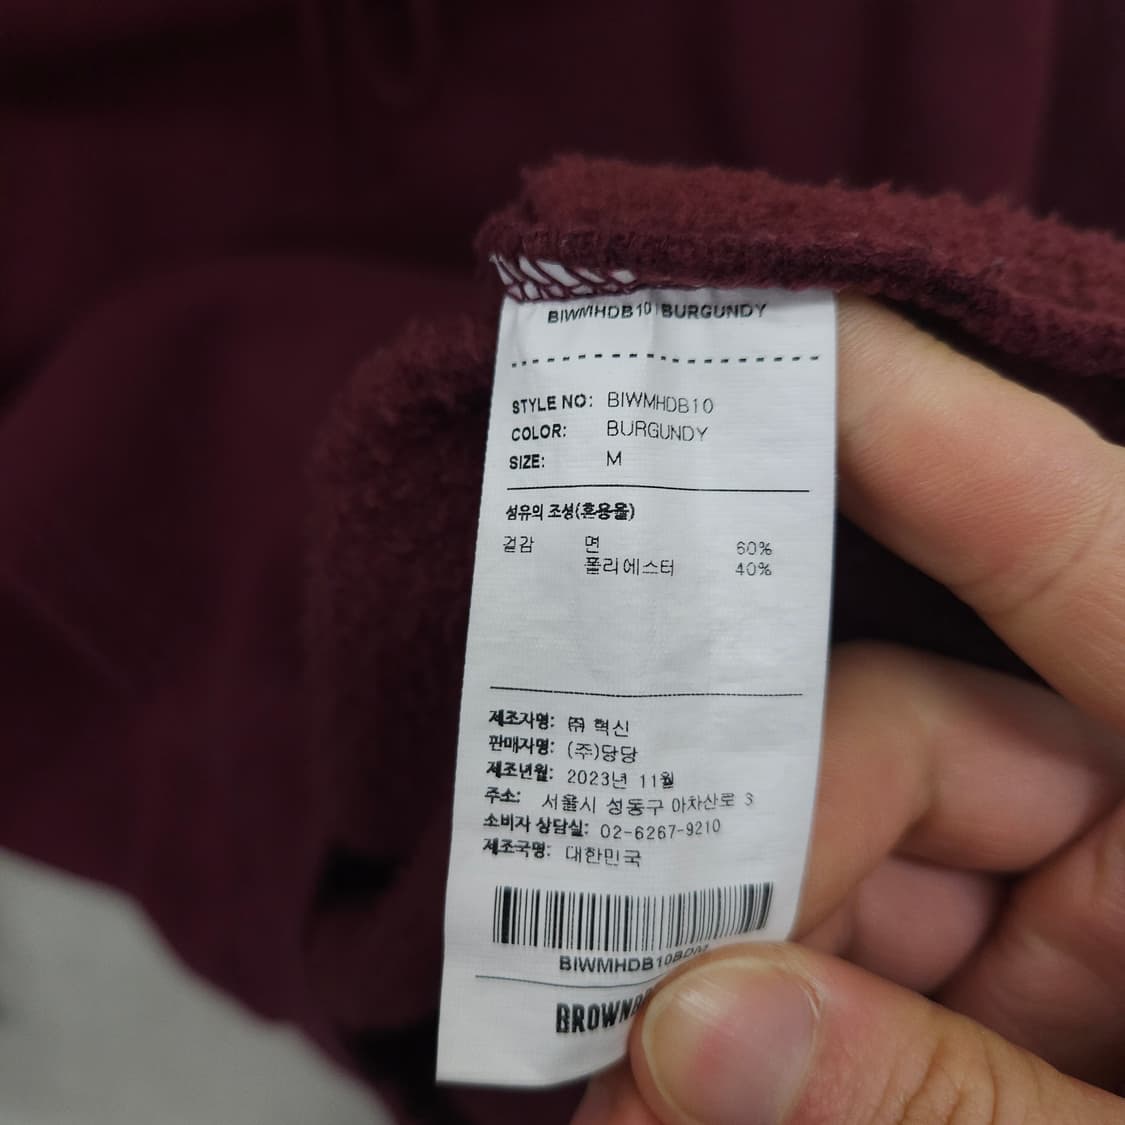 BIWMHDB10 BURGUNDY
STYLE NO: BIWMHDB10
COLOR: BURGUNDY
SIZE: M
섬유의 조성(혼용율)
겉감 면 60%
폴리에스터 40%
제조자명: ㈜ 혁신
판매자명: (주)당당
제조년월: 2023년 11월
주소: 서울시 성동구 아차산로 3
소비자 상담실: 02-6267-9210
제조국명: 대한민국
BIWMHDB10BDM